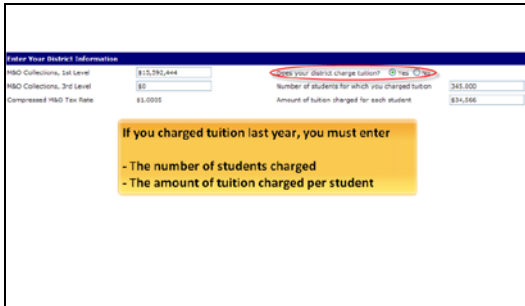 Enter Your District Information
M&O Collections, 1st Level $15,592,444 Does your district charge tuition? Yes No
M&O Collections, 3rd Level $0 Number of students for which you charged tuition 345.000
Compressed M&O Tax Rate $1.0005 Amount of tuition charged for each student $34,566
If you charged tuition last year, you must enter
- The number of students charged
- The amount of tuition charged per student